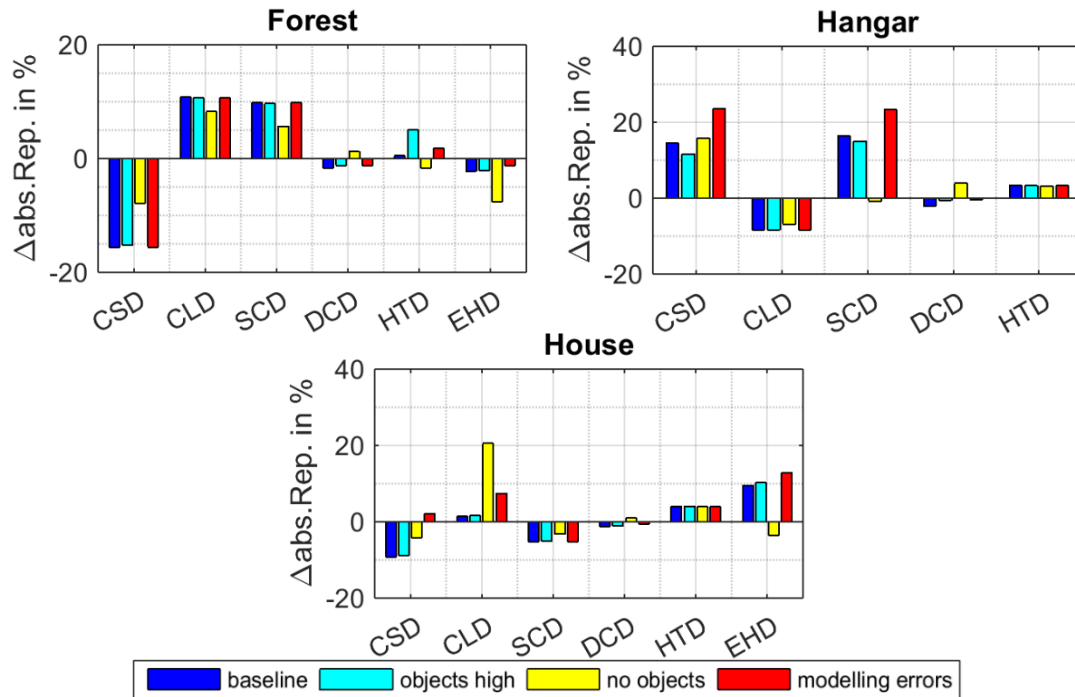 Forest
Δabs.Rep. in %
20
0
-20
CSD CLD SCD DCD HTD EHD
Hangar
Δabs.Rep. in %
40
20
0
-20
CSD CLD SCD DCD HTD
House
Δabs.Rep. in %
40
20
0
-20
CSD CLD SCD DCD HTD EHD
baseline objects high no objects modelling errors